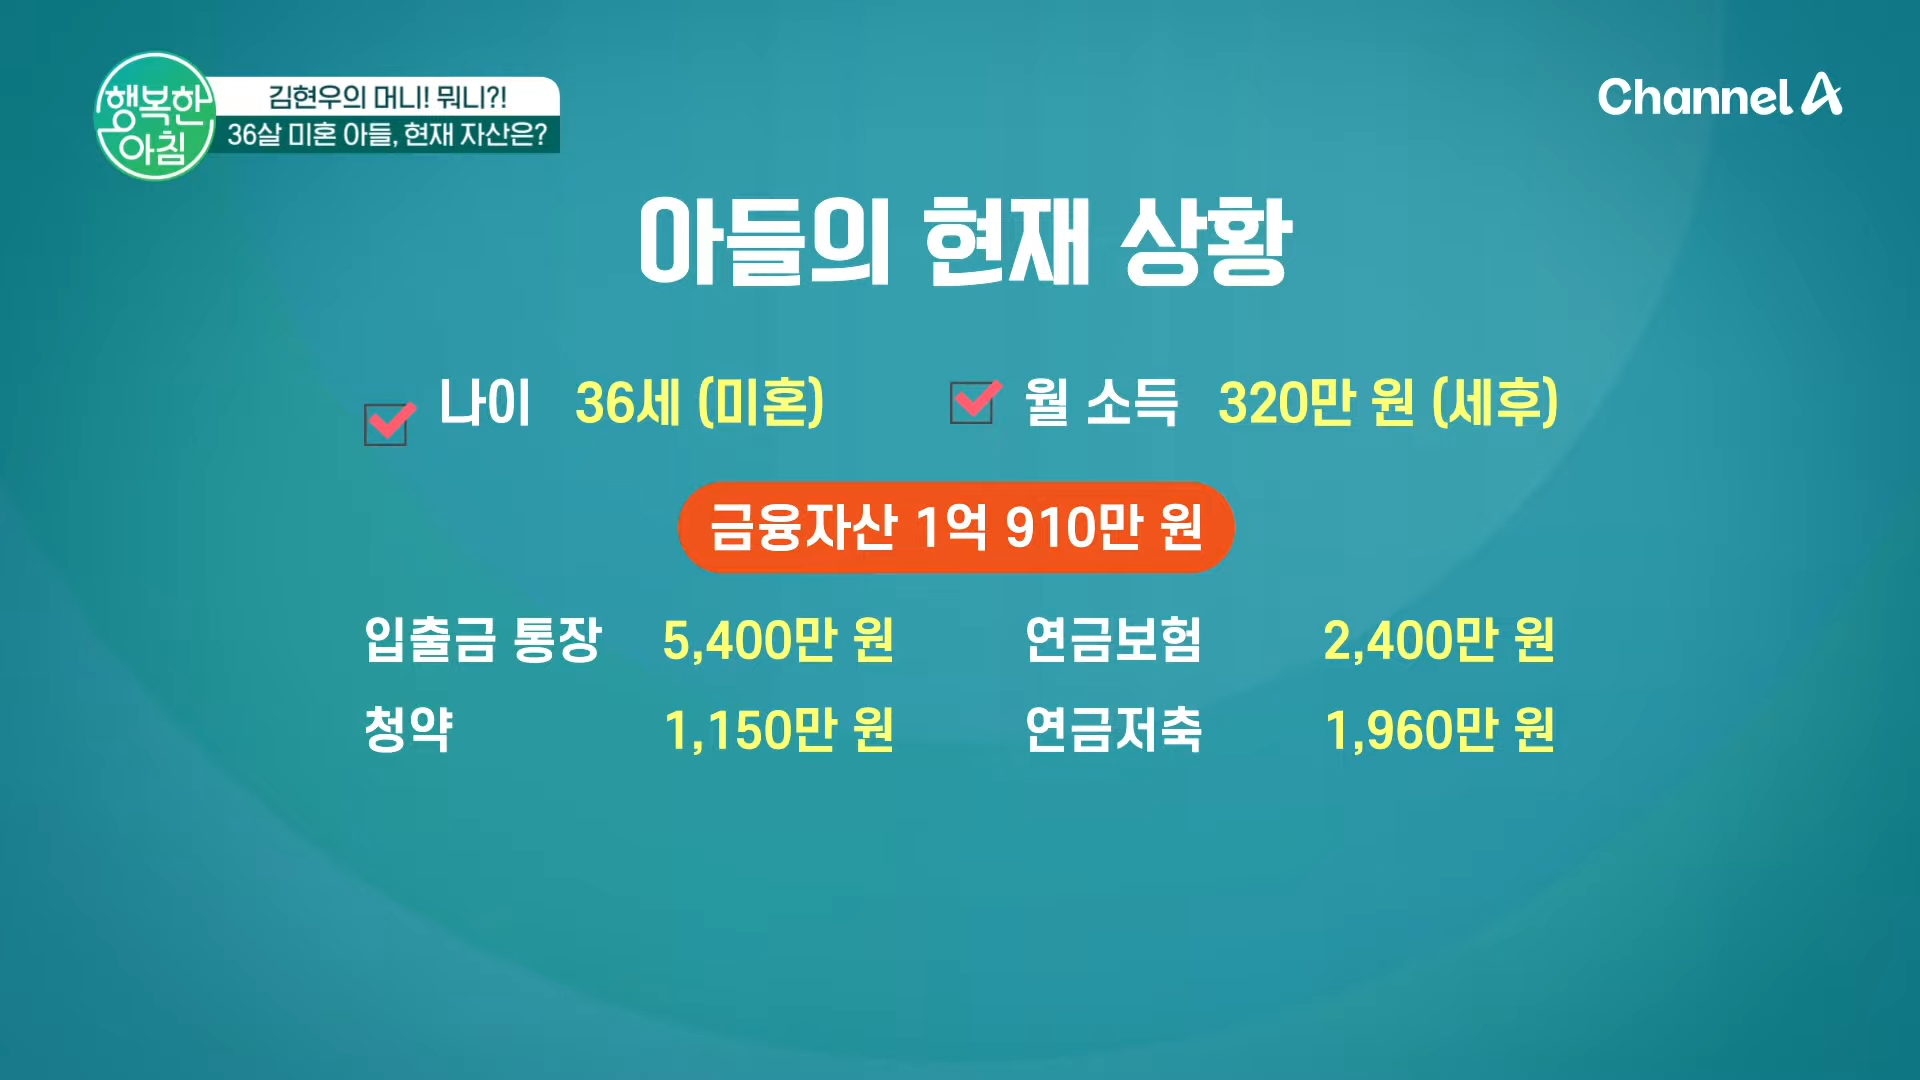 행복한
아침
김현우의 머니! 뭐니?!
36살 미혼 아들, 현재 자산은?
Channel A
아들의 현재 상황
나이 36세 (미혼)
월 소득 320만 원 (세후)
금융자산 1억 910만 원
입출금 통장 5,400만 원
연금보험 2,400만 원
청약 1,150만 원
연금저축 1,960만 원